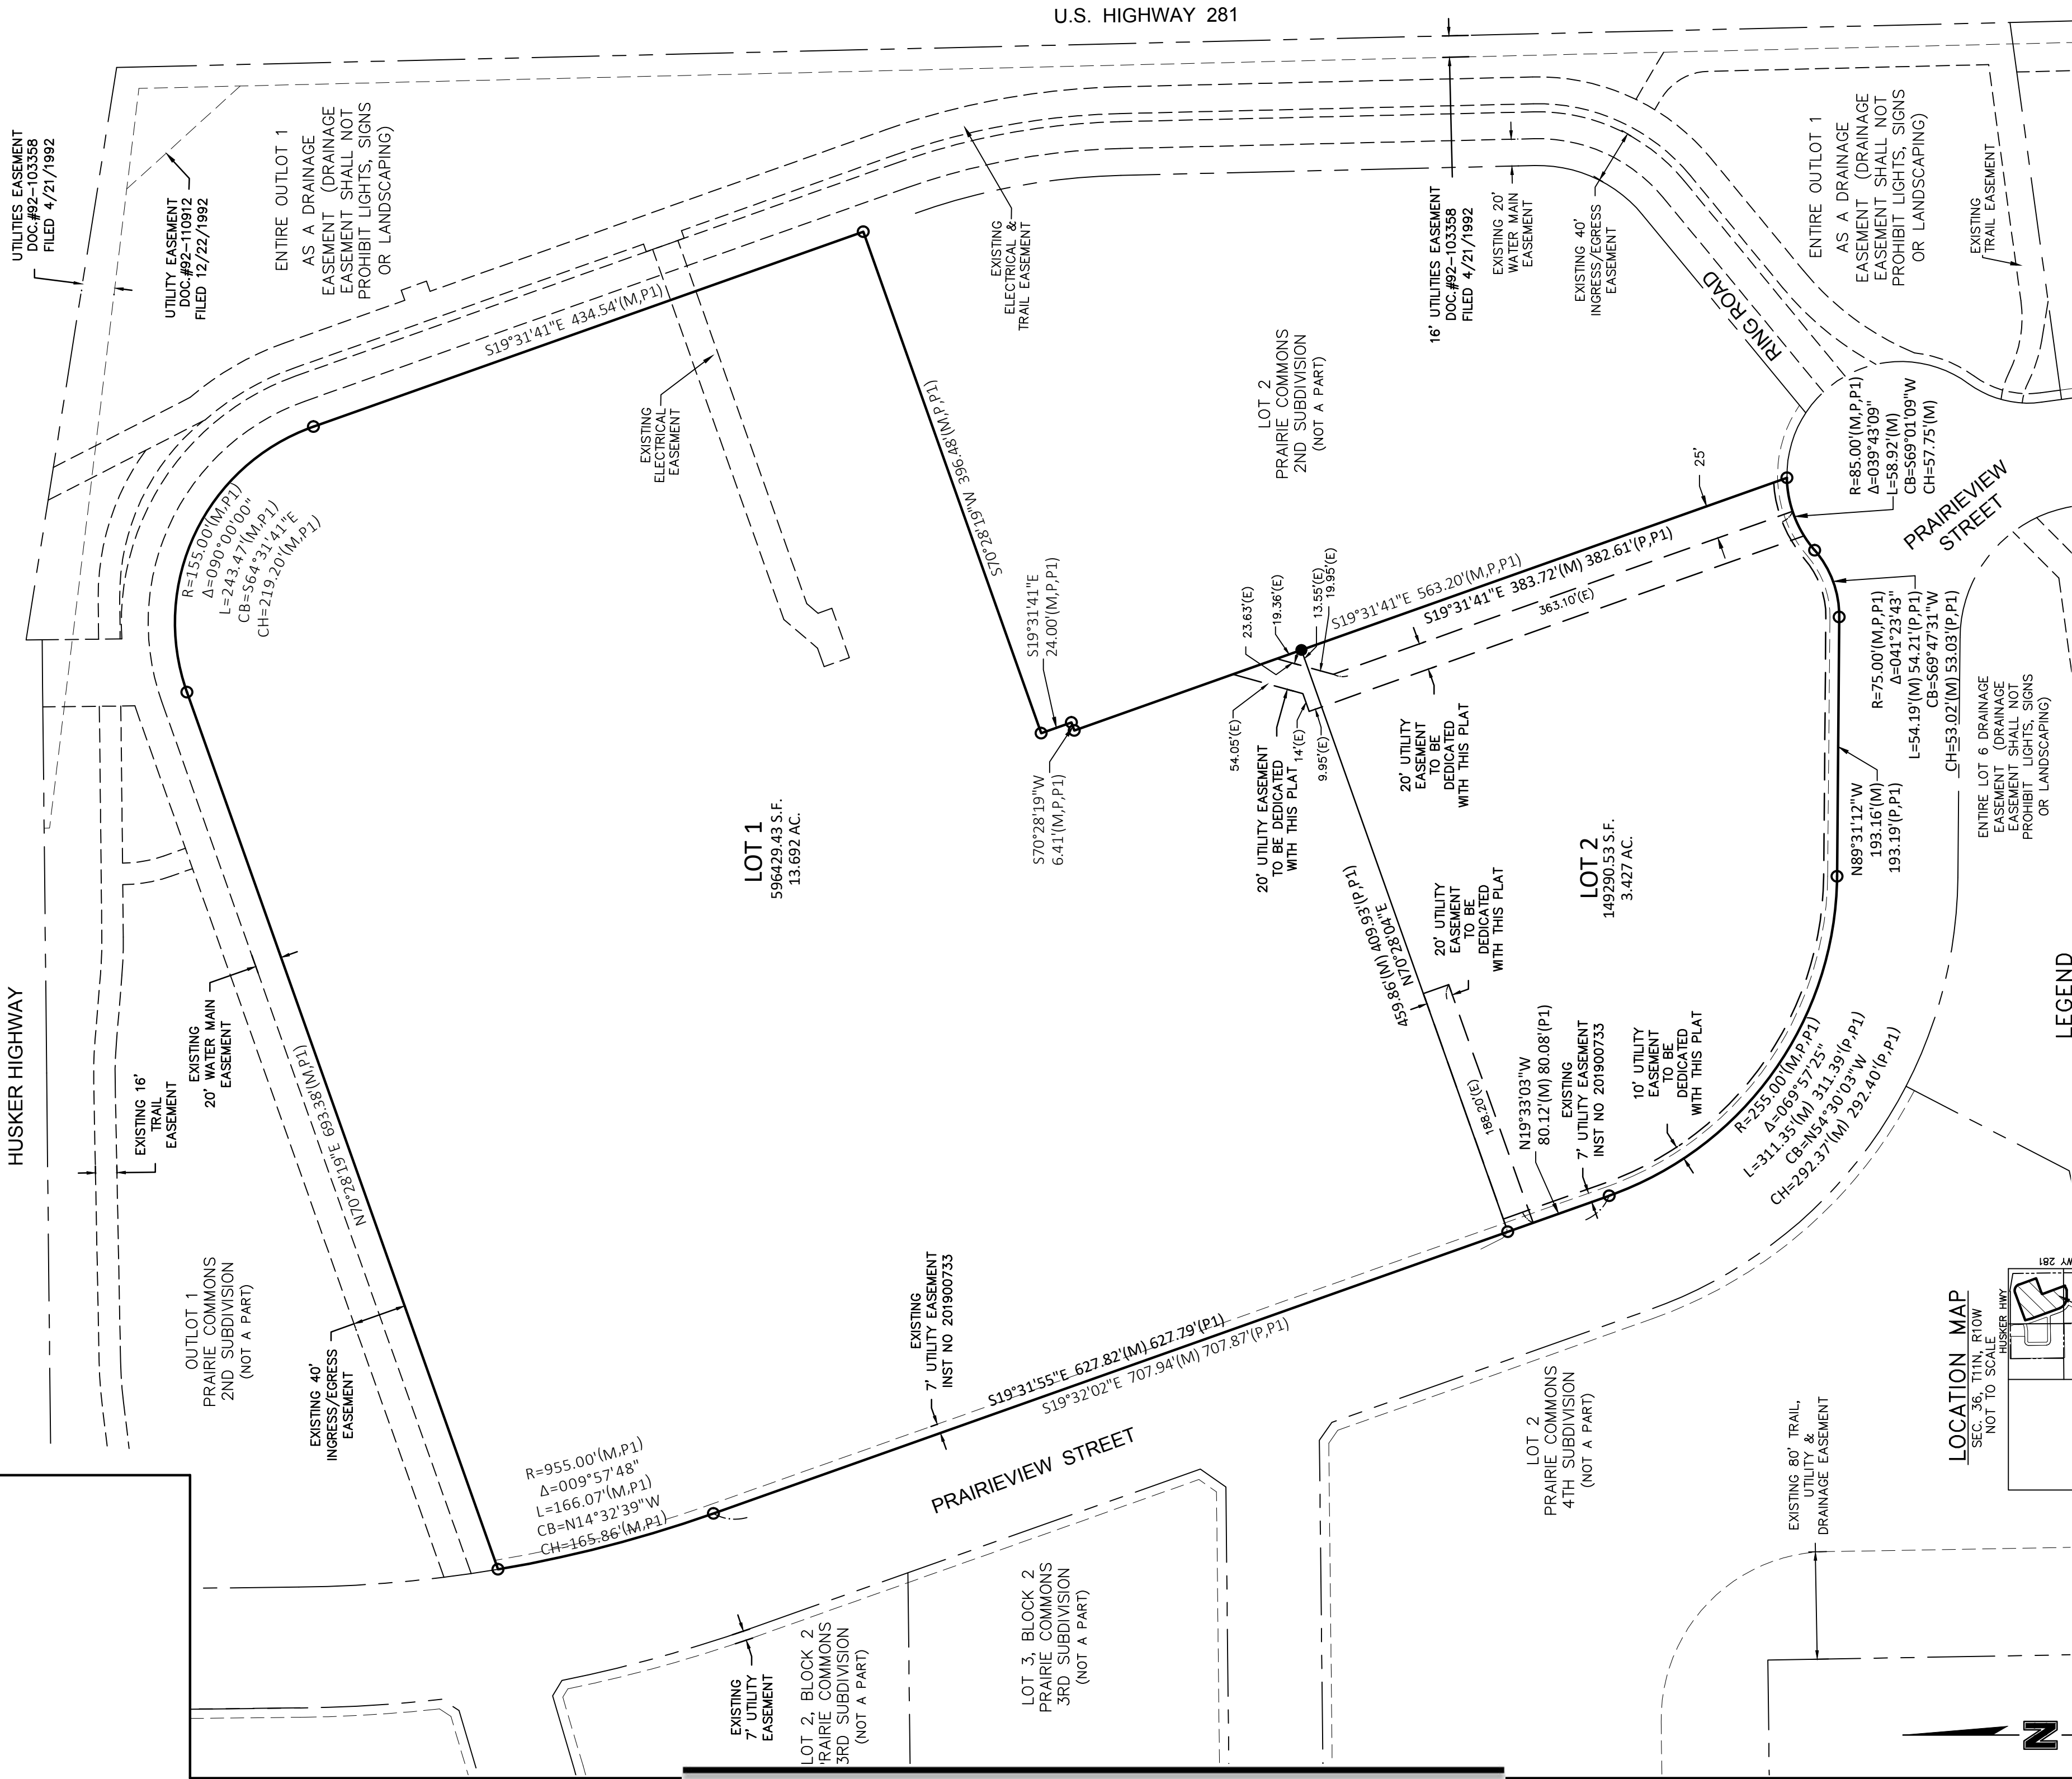 U.S. HIGHWAY 281
HUSKER HIGHWAY
UTILITIES EASEMENT
DOC.#92-103358
FILED 4/21/1992
UTILITY EASEMENT
DOC.#92-110912
FILED 12/22/1992
ENTIRE OUTLOT 1
AS A DRAINAGE
EASEMENT (DRAINAGE
EASEMENT SHALL NOT
PROHIBIT LIGHTS, SIGNS
OR LANDSCAPING)
R=155.00'(M,P1)
Δ=090°00'00"
L=243.47'(M,P1)
CB=S64°31'41"E
CH=219.20'(M,P1)
S19°31'41"E 434.54'(M,P1)
EXISTING
ELECTRICAL
EASEMENT
S70°28'19"W 396.48'(M,P,P1)
EXISTING
ELECTRICAL &
TRAIL EASEMENT
LOT 2
PRAIRIE COMMONS
2ND SUBDIVISION
(NOT A PART)
16' UTILITIES EASEMENT
DOC.#92-103358
FILED 4/21/1992
EXISTING 20'
WATER MAIN
EASEMENT
EXISTING 40'
INGRESS/EGRESS
EASEMENT
RING ROAD
ENTIRE OUTLOT 1
AS A DRAINAGE
EASEMENT (DRAINAGE
EASEMENT SHALL NOT
PROHIBIT LIGHTS, SIGNS
OR LANDSCAPING)
EXISTING
TRAIL EASEMENT
R=85.00'(M,P,P1)
Δ=039°43'09"
L=58.92'(M)
CB=S69°01'09"W
CH=57.75'(M)
PRAIRIEVIEW
STREET
25'
S19°31'41"E
24.00'(M,P,P1)
S70°28'19"W
6.41'(M,P,P1)
23.63'(E)
19.36'(E)
13.55'(E)
19.95'(E)
S19°31'41"E 563.20'(M,P,P1)
S19°31'41"E 383.72'(M) 382.61'(P,P1)
363.10'(E)
54.05'(E)
14'(E)
9.95'(E)
20' UTILITY EASEMENT
TO BE DEDICATED
WITH THIS PLAT
20' UTILITY
EASEMENT
TO BE
DEDICATED
WITH THIS PLAT
R=75.00'(M,P,P1)
Δ=041°23'43"
L=54.19'(M) 54.21'(P,P1)
CB=S69°47'31"W
CH=53.02'(M) 53.03'(P,P1)
ENTIRE LOT 6 DRAINAGE
EASEMENT (DRAINAGE
EASEMENT SHALL NOT
PROHIBIT LIGHTS, SIGNS
OR LANDSCAPING)
N89°31'12"W
193.16'(M)
193.19'(P,P1)
LOT 1
596429.43 S.F.
13.692 AC.
LOT 2
149290.53 S.F.
3.427 AC.
459.86'(M) 409.93'(P,P1)
N70°28'04"E
20' UTILITY
EASEMENT
TO BE
DEDICATED
WITH THIS PLAT
188.20'(E)
N19°33'03"W
80.12'(M) 80.08'(P1)
EXISTING
7' UTILITY EASEMENT
INST NO 201900733
10' UTILITY
EASEMENT
TO BE
DEDICATED
WITH THIS PLAT
R=255.00'(M,P,P1)
Δ=069°57'25"
L=311.35'(M) 311.39'(P,P1)
CB=N54°30'03"W
CH=292.37'(M) 292.40'(P,P1)
LEGEND
EXISTING
20' WATER MAIN
EASEMENT
EXISTING 16'
TRAIL
EASEMENT
N70°28'19"E 693.38'(M,P1)
OUTLOT 1
PRAIRIE COMMONS
2ND SUBDIVISION
(NOT A PART)
EXISTING 40'
INGRESS/EGRESS
EASEMENT
R=955.00'(M,P1)
Δ=009°57'48"
L=166.07'(M,P1)
CB=N14°32'39"W
CH=165.86'(M,P1)
EXISTING
7' UTILITY EASEMENT
INST NO 201900733
S19°31'55"E 627.82'(M) 627.79'(P1)
S19°32'02"E 707.94'(M) 707.87'(P,P1)
PRAIRIEVIEW STREET
EXISTING
7' UTILITY
EASEMENT
LOT 2, BLOCK 2
PRAIRIE COMMONS
3RD SUBDIVISION
(NOT A PART)
LOT 3, BLOCK 2
PRAIRIE COMMONS
3RD SUBDIVISION
(NOT A PART)
LOT 2
PRAIRIE COMMONS
4TH SUBDIVISION
(NOT A PART)
EXISTING 80' TRAIL,
UTILITY &
DRAINAGE EASEMENT
LOCATION MAP
SEC. 36, T11N, R10W
NOT TO SCALE
HUSKER HWY
WY 281
N